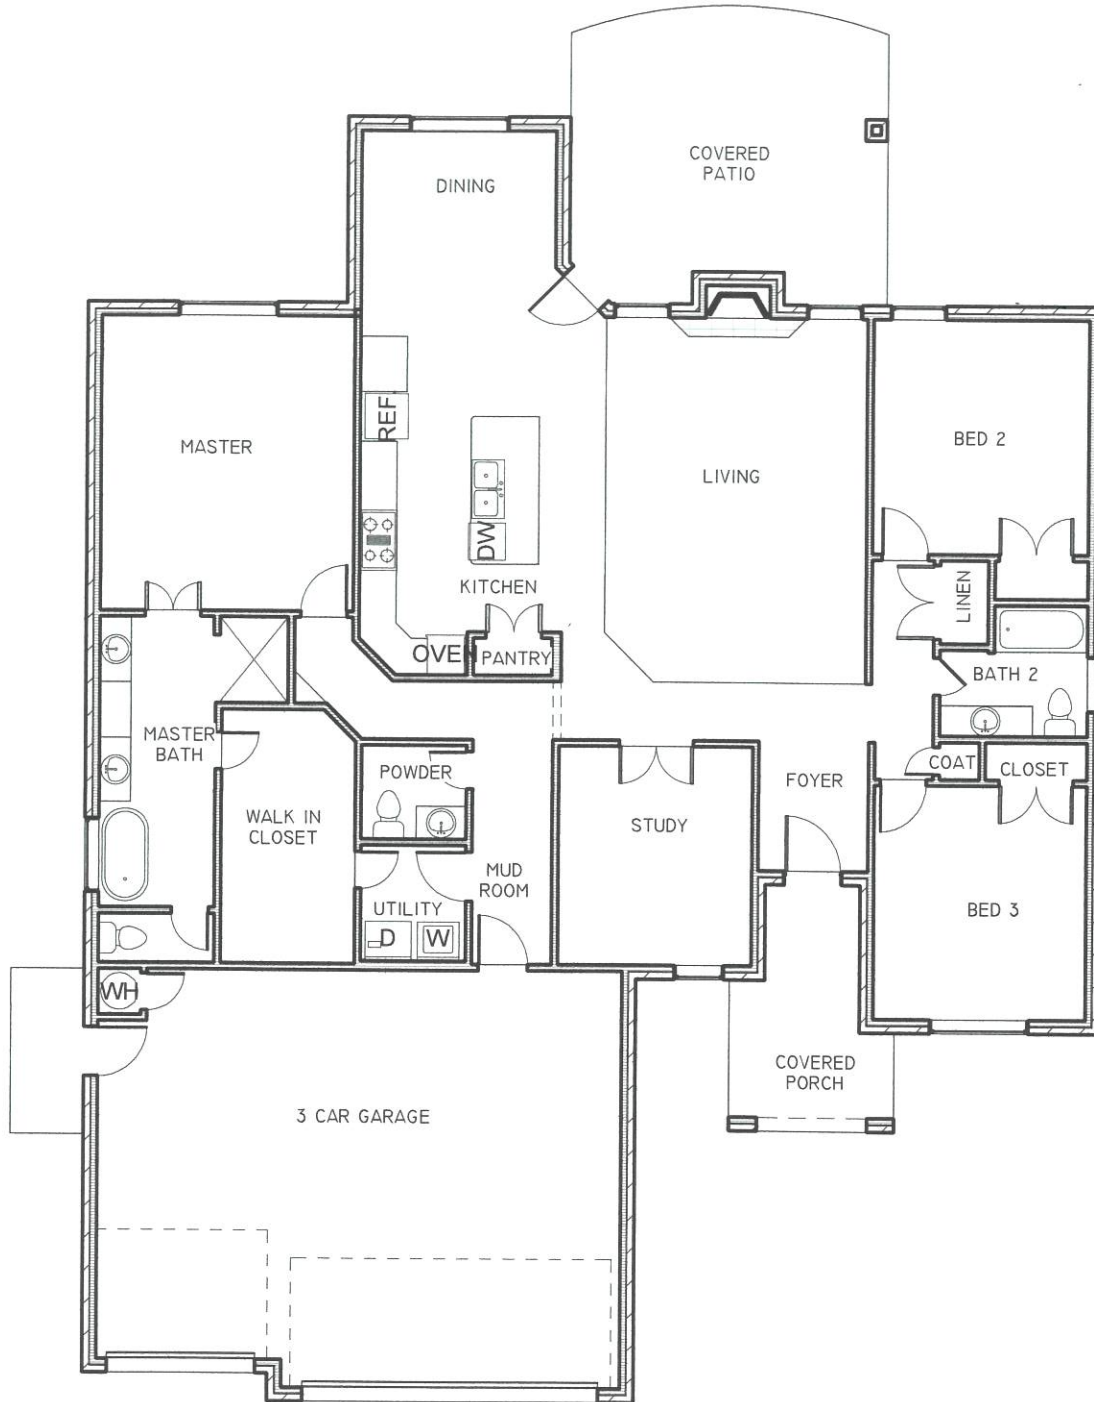 COVERED
PATIO
DINING
REF.
MASTER
BED 2
LIVING
DW
KITCHEN
LINEN
OVEN
PANTRY
BATH 2
MASTER
BATH
POWDER
COAT
CLOSET
FOYER
WALK IN
CLOSET
STUDY
MUD
ROOM
UTILITY
BED 3
D
W
WH
COVERED
PORCH
3 CAR GARAGE